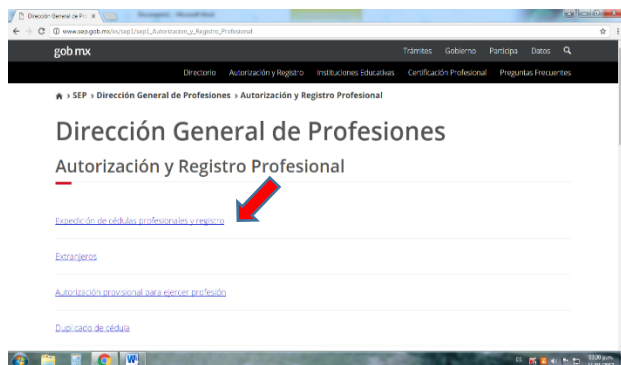 Dirección General de Pro
www.sep.gob.mx/es/sep1/sep1_Autorizacion_y_Registro_Profesional
gob mx
Trámites Gobierno Participa Datos
Directorio Autorización y Registro Instituciones Educativas Certificación Profesional Preguntas Frecuentes
> SEP > Dirección General de Profesiones > Autorización y Registro Profesional
Dirección General de Profesiones
Autorización y Registro Profesional
Expedición de cédulas profesionales y registro
Extranjeros
Autorización provisional para ejercer profesión
Duplicado de cédula
ES